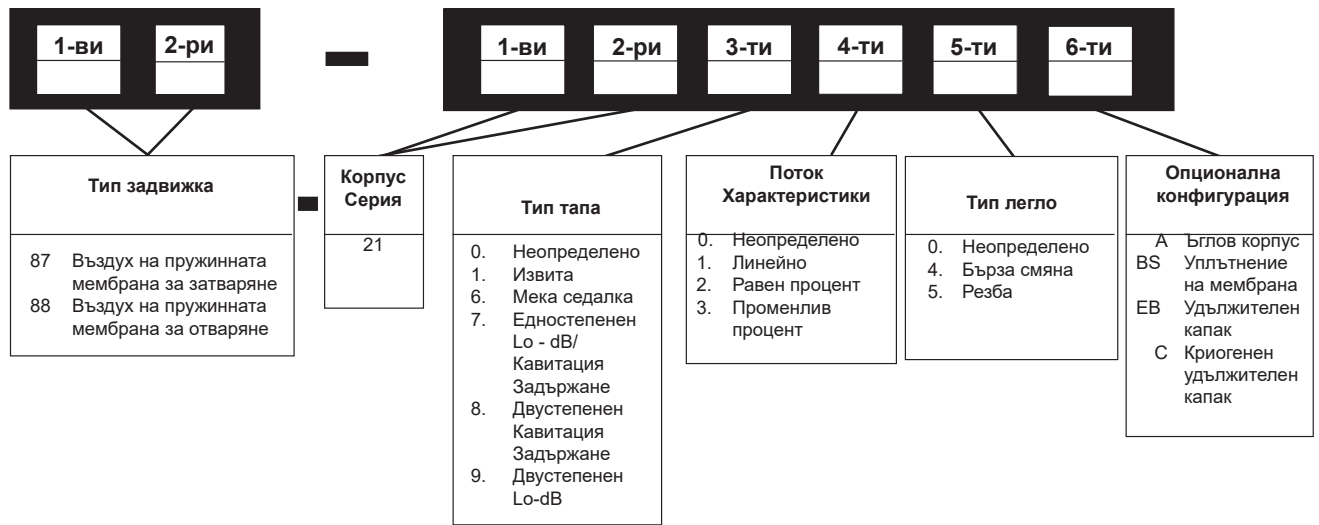 1-ви 2-ри - 1-ви 2-ри 3-ти 4-ти 5-ти 6-ти
Тип задвижка
87 Въздух на пружинната
мембрана за затваряне
88 Въздух на пружинната
мембрана за отваряне
-
Корпус
Серия
21
Тип тапа
0. Неопределено
1. Извита
6. Мека седалка
7. Едностепенен
Lo - dB/
Кавитация
Задържане
8. Двустепенен
Кавитация
Задържане
9. Двустепенен
Lo-dB
Поток
Характеристики
0. Неопределено
1. Линейно
2. Равен процент
3. Променлив
процент
Тип легло
0. Неопределено
4. Бърза смяна
5. Резба
Опционална
конфигурация
A Ъглов корпус
BS Уплътнение
на мембрана
EB Удължителен
капак
C Криогенен
удължителен
капак